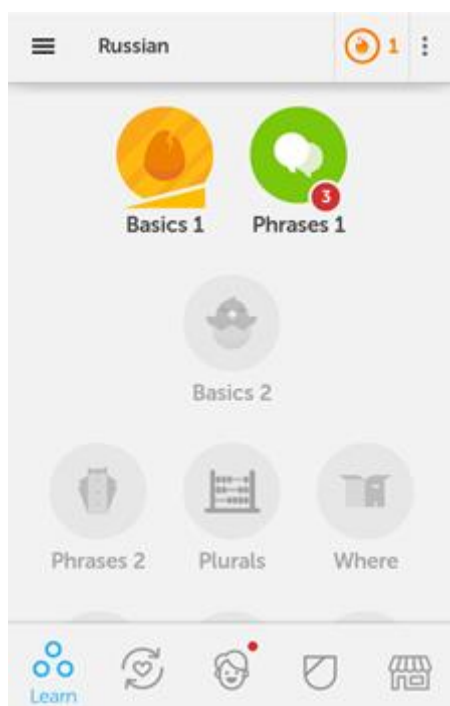 Russian 1
Basics 1 Phrases 1
3
Basics 2
Phrases 2 Plurals Where
Learn